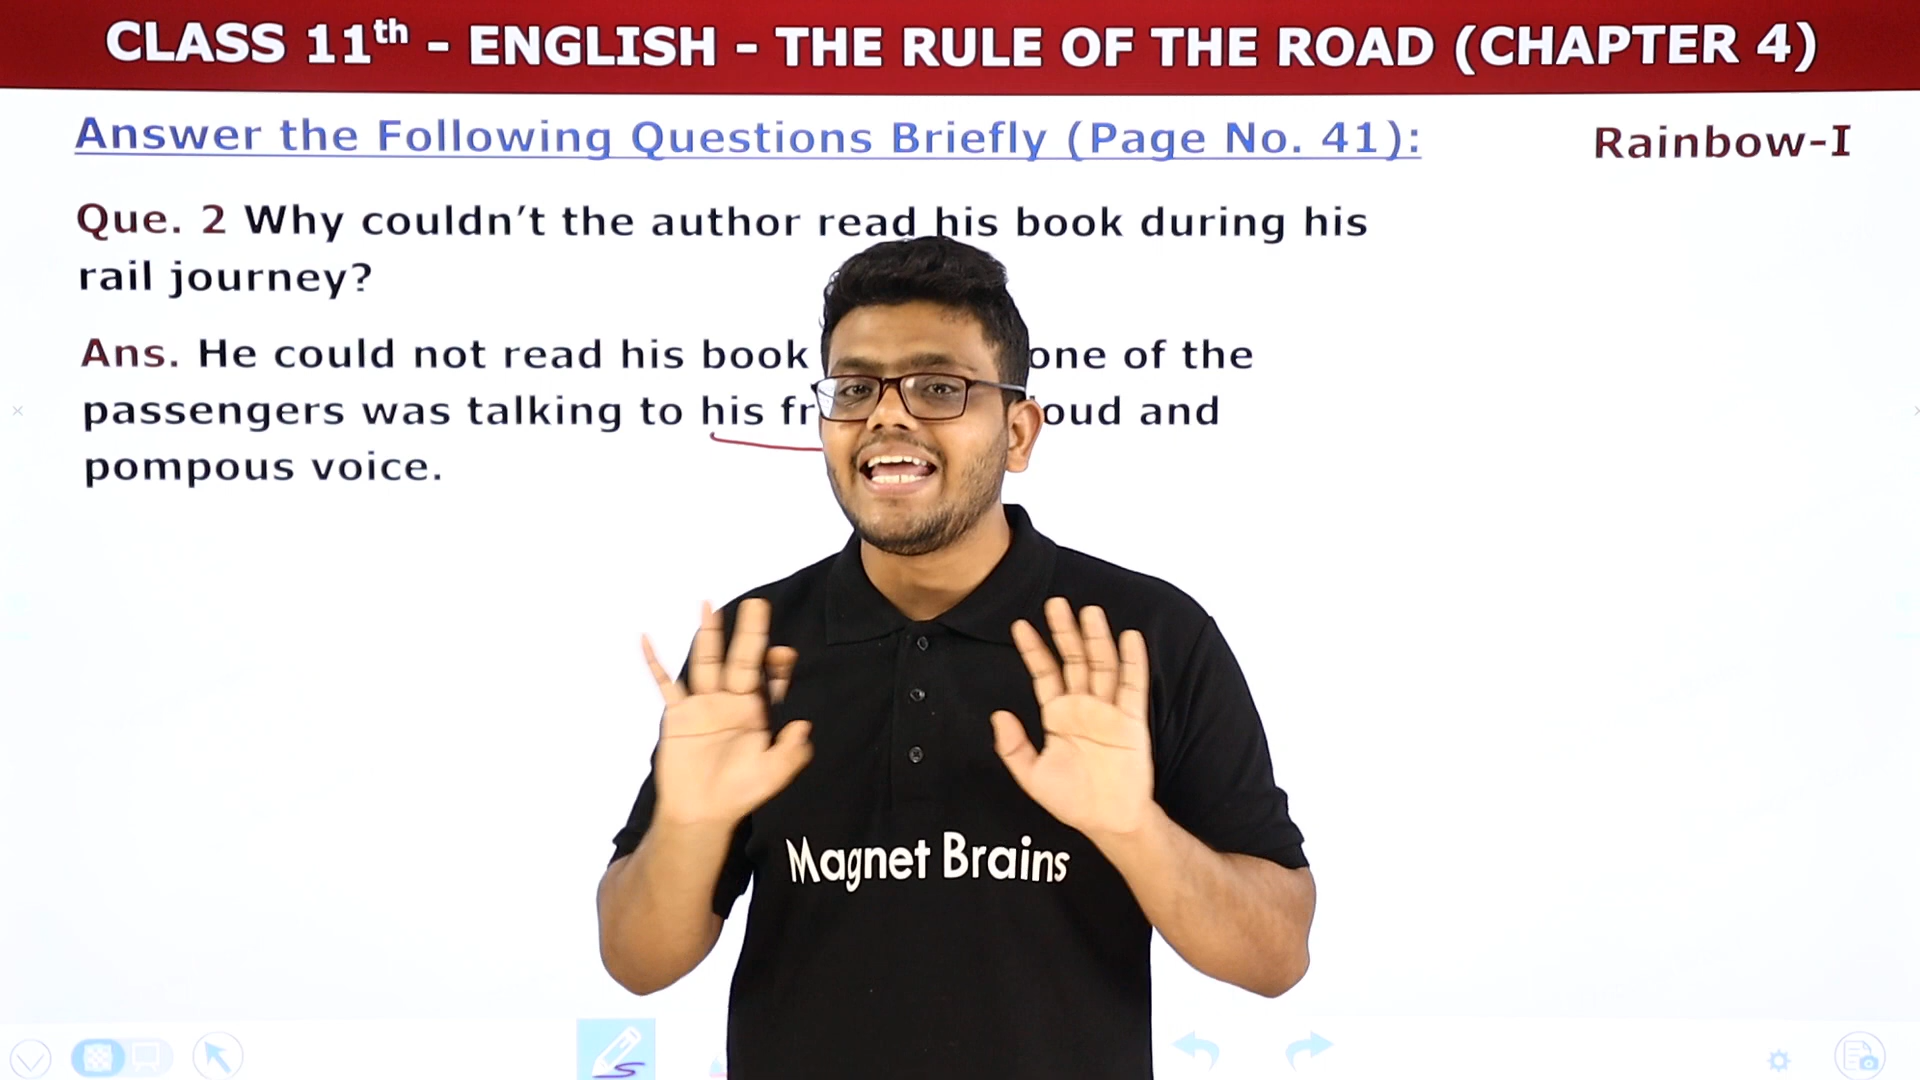 CLASS 11th - ENGLISH - THE RULE OF THE ROAD (CHAPTER 4)
Answer the Following Questions Briefly (Page No. 41):
Rainbow-I
Que. 2 Why couldn’t the author read his book during his
rail journey?
Ans. He could not read his book one of the
passengers was talking to his and
pompous voice.
Magnet Brains